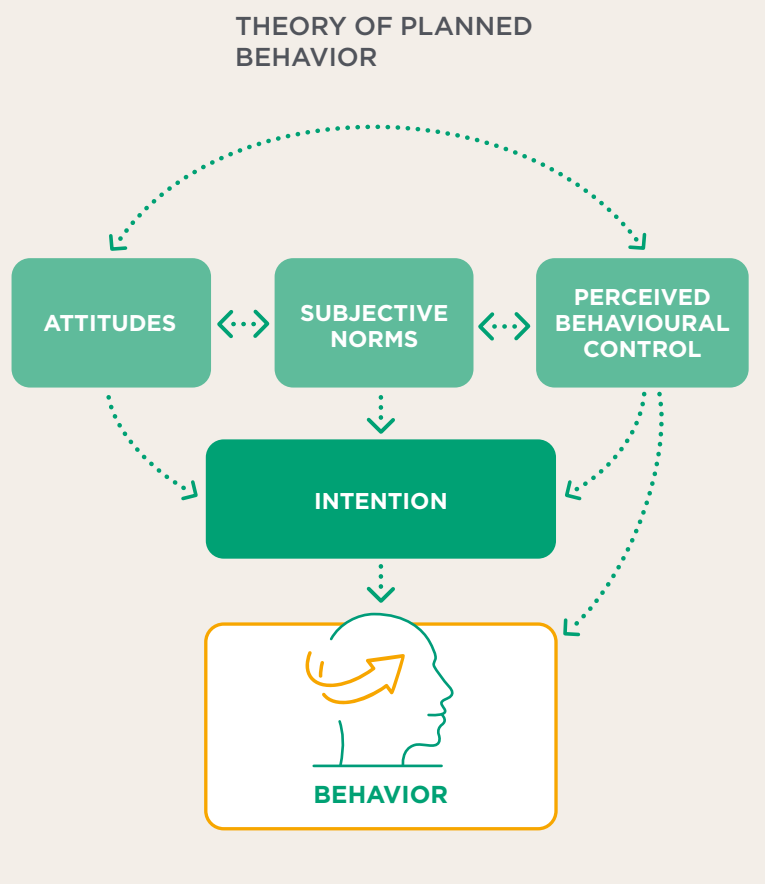 THEORY OF PLANNED
BEHAVIOR
ATTITUDES
SUBJECTIVE
NORMS
PERCEIVED
BEHAVIOURAL
CONTROL
INTENTION
BEHAVIOR